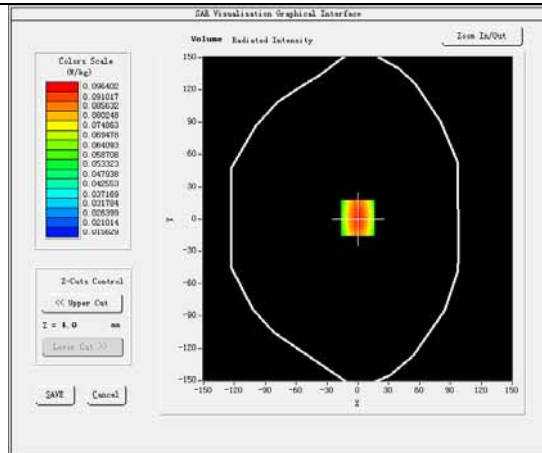 SAR Visualisation Graphical Interface
Volume Radiated Intensity
Zoom In/Out
Colors Scale
(W/kg)
0.096402
0.091017
0.085632
0.080248
0.074863
0.069478
0.064093
0.058708
0.053323
0.047938
0.042553
0.037169
0.031784
0.026399
0.021014
0.015629
Z-Cuts Control
<< Upper Cut
Z = 4.0 mm
Lower Cut >>
SAVE Cancel
150
120
90
60
30
0
-30
-60
-90
-120
-150
Y
-150 -120 -90 -60 -30 0 30 60 90 120 150
X